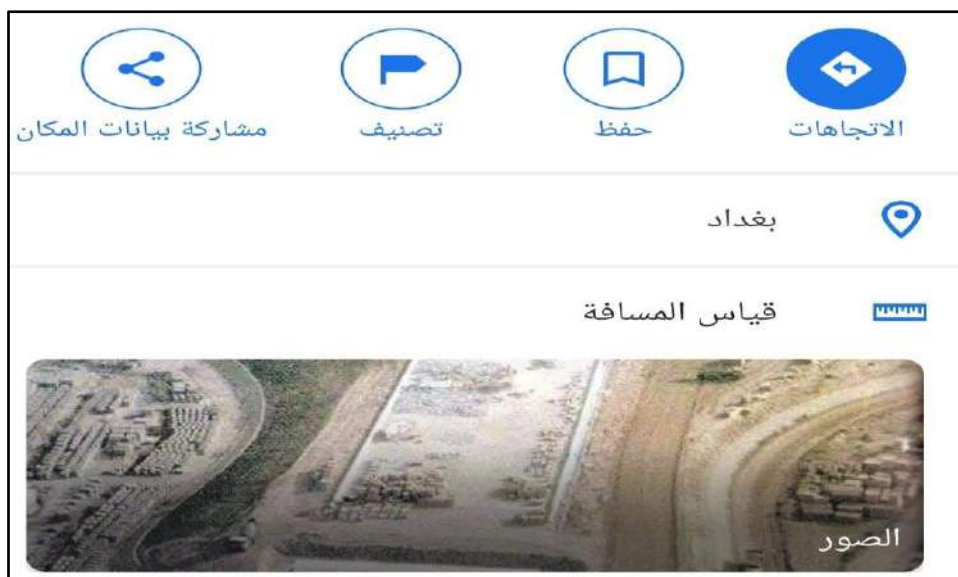 الاتجاهات حفظ تصنيف مشاركة بيانات المكان
بغداد
قياس المسافة
الصور